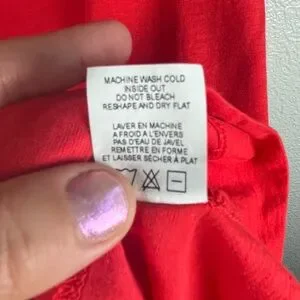 MACHINE WASH COLD
INSIDE OUT
DO NOT BLEACH
RESHAPE AND DRY FLAT
LAVER EN MACHINE
A FROID A L'ENVERS
PAS D'EAU DE JAVEL
REMETTRE EN FORME
ET LAISSER SÉCHER À PLAT